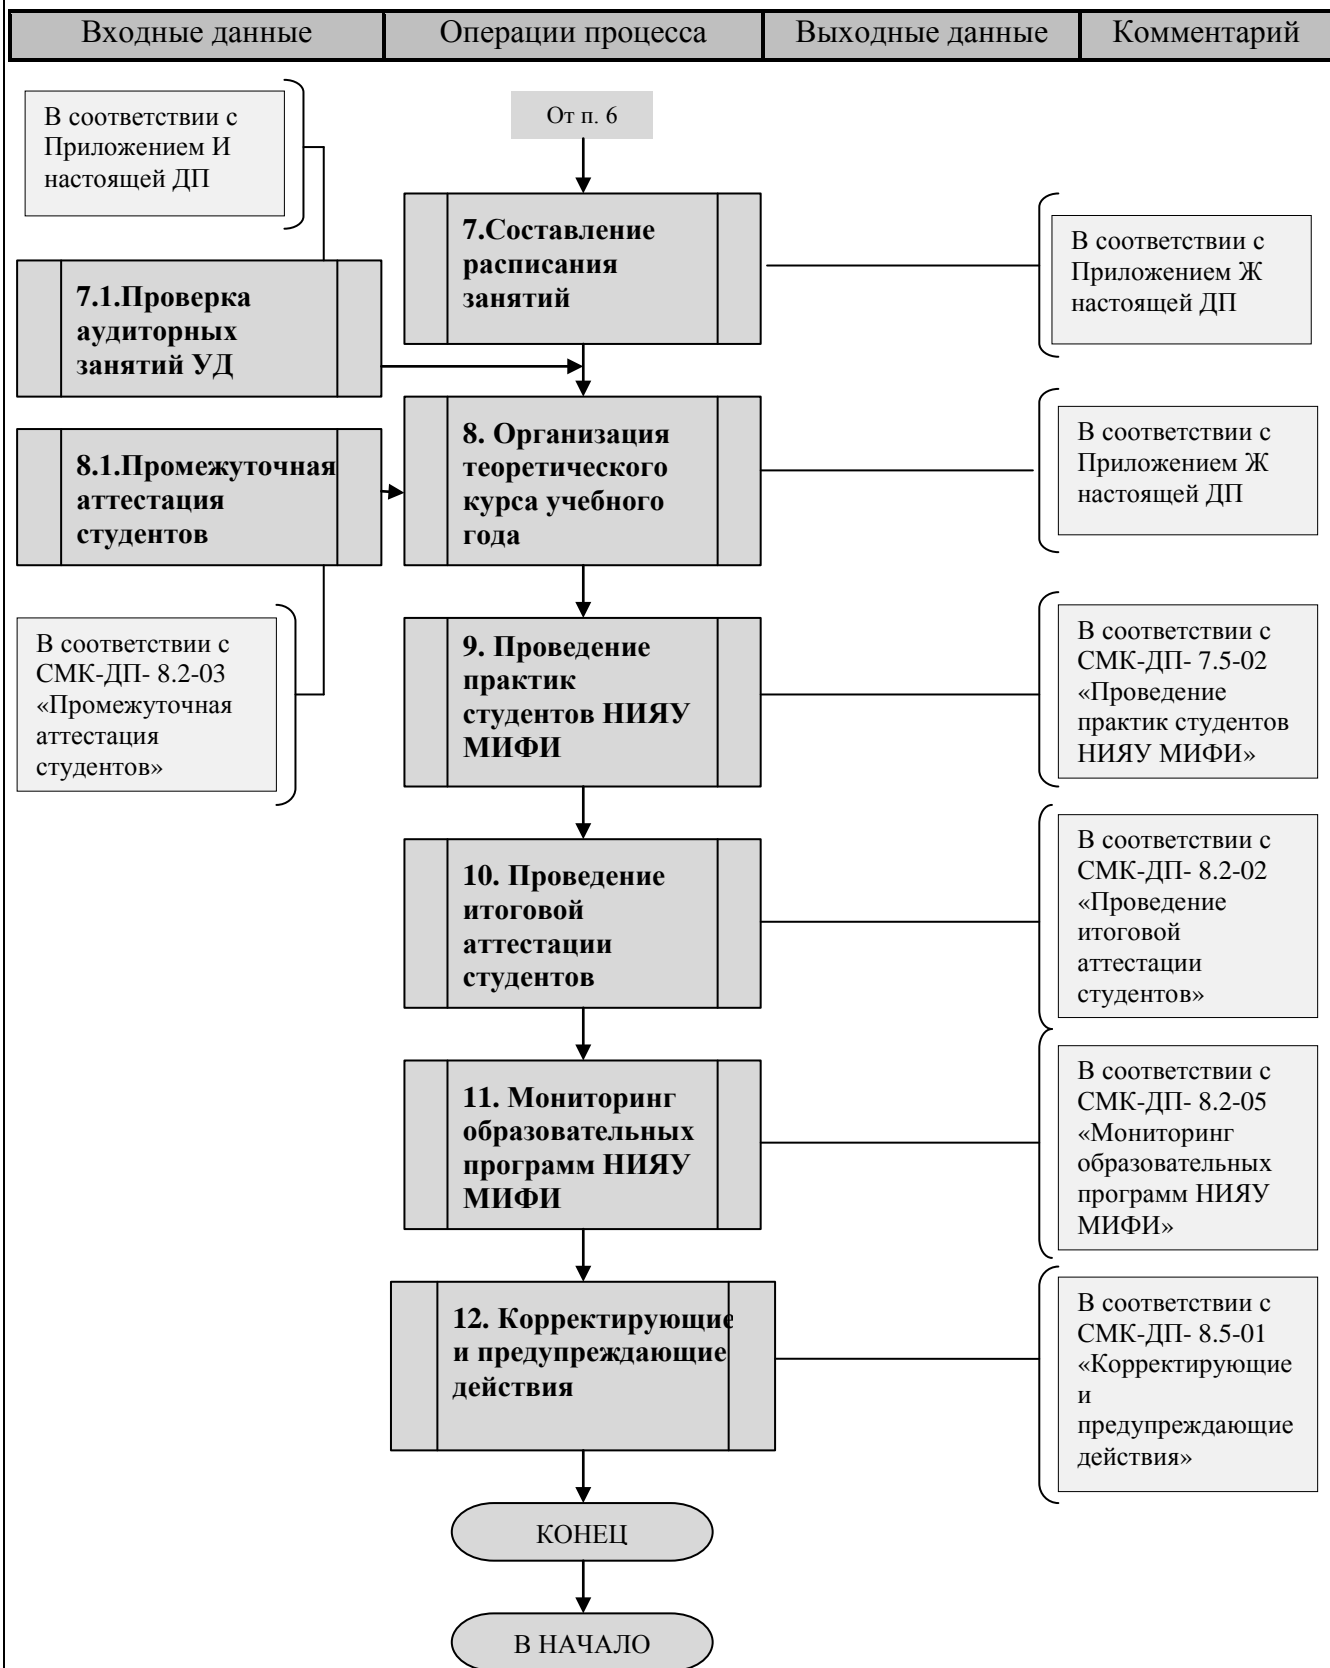 Входные данные
Операции процесса
Выходные данные
Комментарий
В соответствии с
Приложением И
настоящей ДП
От п. 6
7.Составление
расписания
занятий
В соответствии с
Приложением Ж
настоящей ДП
7.1.Проверка
аудиторных
занятий УД
8. Организация
теоретического
курса учебного
года
В соответствии с
Приложением Ж
настоящей ДП
8.1.Промежуточная
аттестация
студентов
В соответствии с
СМК-ДП- 8.2-03
«Промежуточная
аттестация
студентов»
9. Проведение
практик
студентов НИЯУ
МИФИ
В соответствии с
СМК-ДП- 7.5-02
«Проведение
практик студентов
НИЯУ МИФИ»
10. Проведение
итоговой
аттестации
студентов
В соответствии с
СМК-ДП- 8.2-02
«Проведение
итоговой
аттестации
студентов»
11. Мониторинг
образовательных
программ НИЯУ
МИФИ
В соответствии с
СМК-ДП- 8.2-05
«Мониторинг
образовательных
программ НИЯУ
МИФИ»
12. Корректирующие
и предупреждающие
действия
В соответствии с
СМК-ДП- 8.5-01
«Корректирующие
и
предупреждающие
действия»
КОНЕЦ
В НАЧАЛО